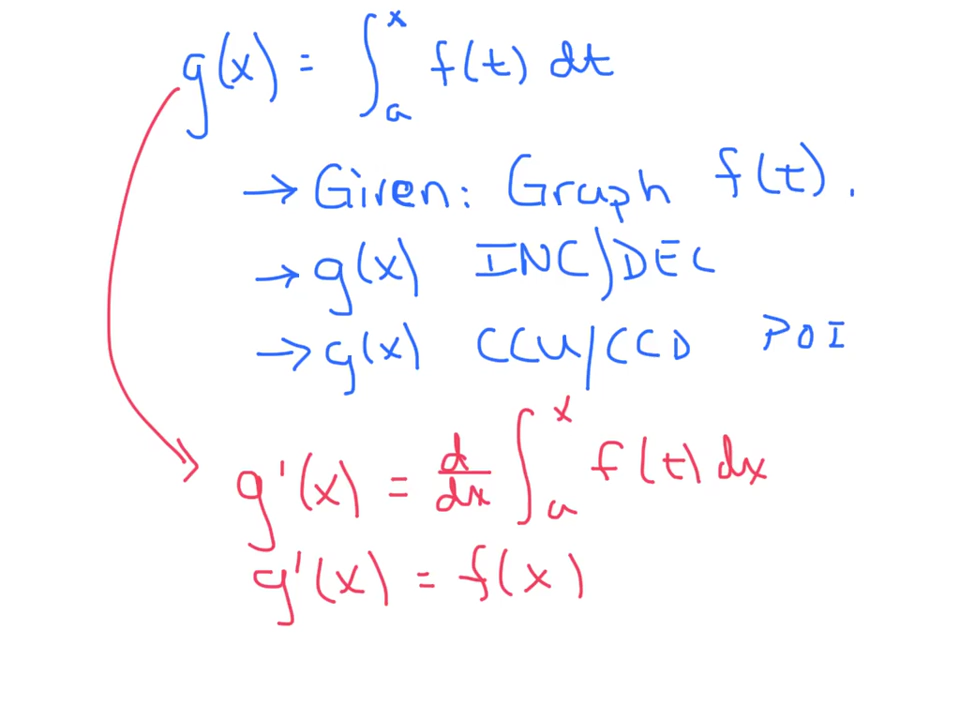 g(x) = ∫ₐˣ f(t) dt
→ Given: Graph f(t).
→ g(x) INC/DEC
→ g(x) CCU/CCD POI
g'(x) = d/dx ∫ₐˣ f(t) dx
g'(x) = f(x)